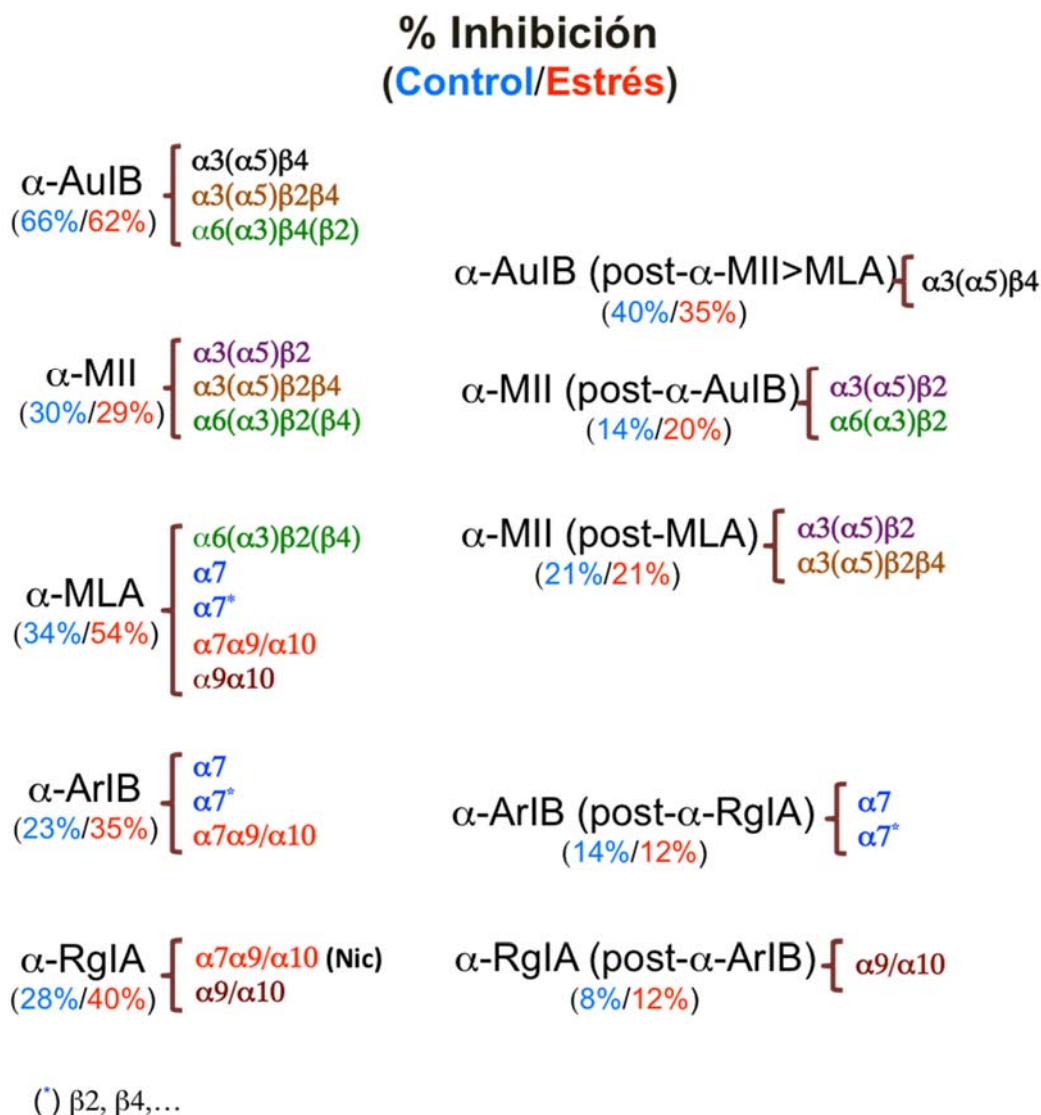 % Inhibición
(Control/Estrés)
α-AuIB
(66%/62%)
α3(α5)β4
α3(α5)β2β4
α6(α3)β4(β2)
α-AuIB (post-α-MII>MLA)
(40%/35%)
α3(α5)β4
α-MII
(30%/29%)
α3(α5)β2
α3(α5)β2β4
α6(α3)β2(β4)
α-MII (post-α-AuIB)
(14%/20%)
α3(α5)β2
α6(α3)β2
α-MLA
(34%/54%)
α6(α3)β2(β4)
α7
α7*
α7α9/α10
α9α10
α-MII (post-MLA)
(21%/21%)
α3(α5)β2
α3(α5)β2β4
α-ArIB
(23%/35%)
α7
α7*
α7α9/α10
α-ArIB (post-α-RgIA)
(14%/12%)
α7
α7*
α-RgIA
(28%/40%)
α7α9/α10 (Nic)
α9/α10
α-RgIA (post-α-ArIB)
(8%/12%)
α9/α10
(*) β2, β4,...